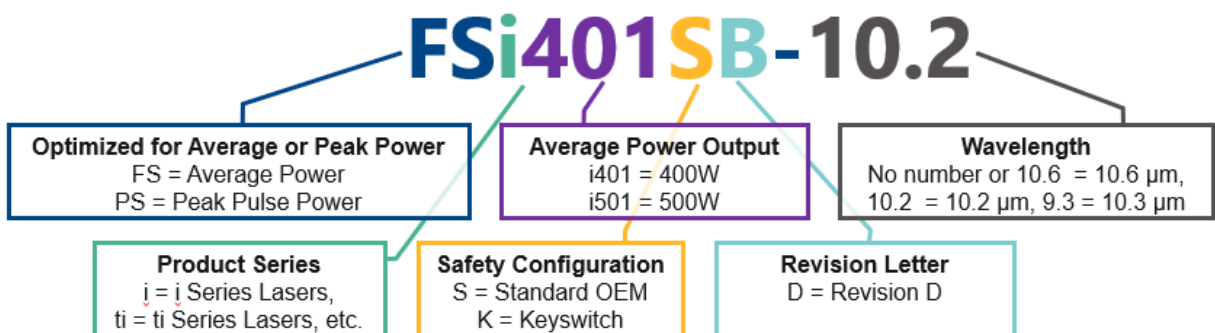 FSi401SB-10.2
Optimized for Average or Peak Power
FS = Average Power
PS = Peak Pulse Power
Average Power Output
i401 = 400W
i501 = 500W
Wavelength
No number or 10.6 = 10.6 µm,
10.2 = 10.2 µm, 9.3 = 10.3 µm
Product Series
i = i Series Lasers,
ti = ti Series Lasers, etc.
Safety Configuration
S = Standard OEM
K = Keyswitch
Revision Letter
D = Revision D